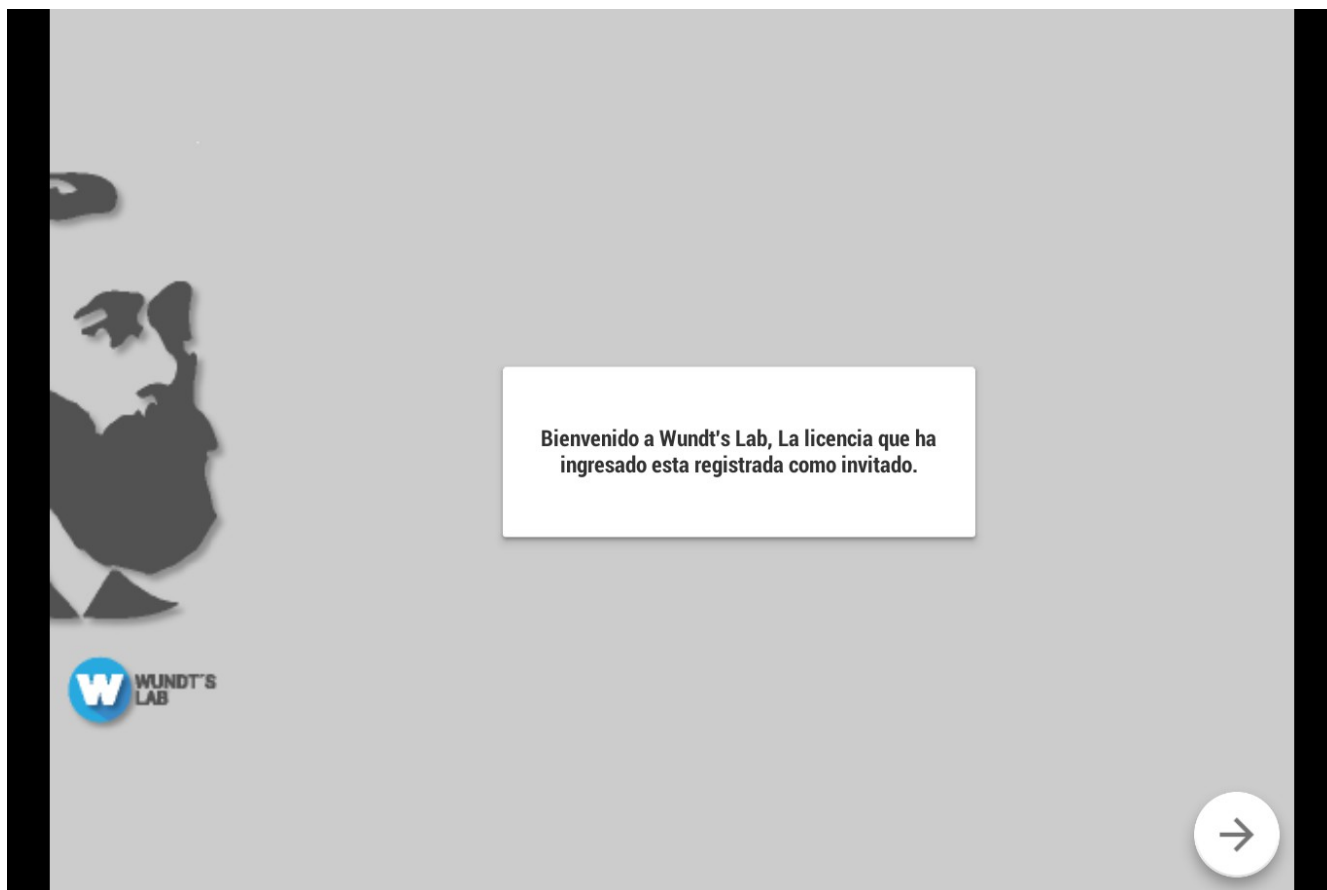 Bienvenido a Wundt's Lab, La licencia que ha
ingresado esta registrada como invitado.
W WUNDT´S
LAB